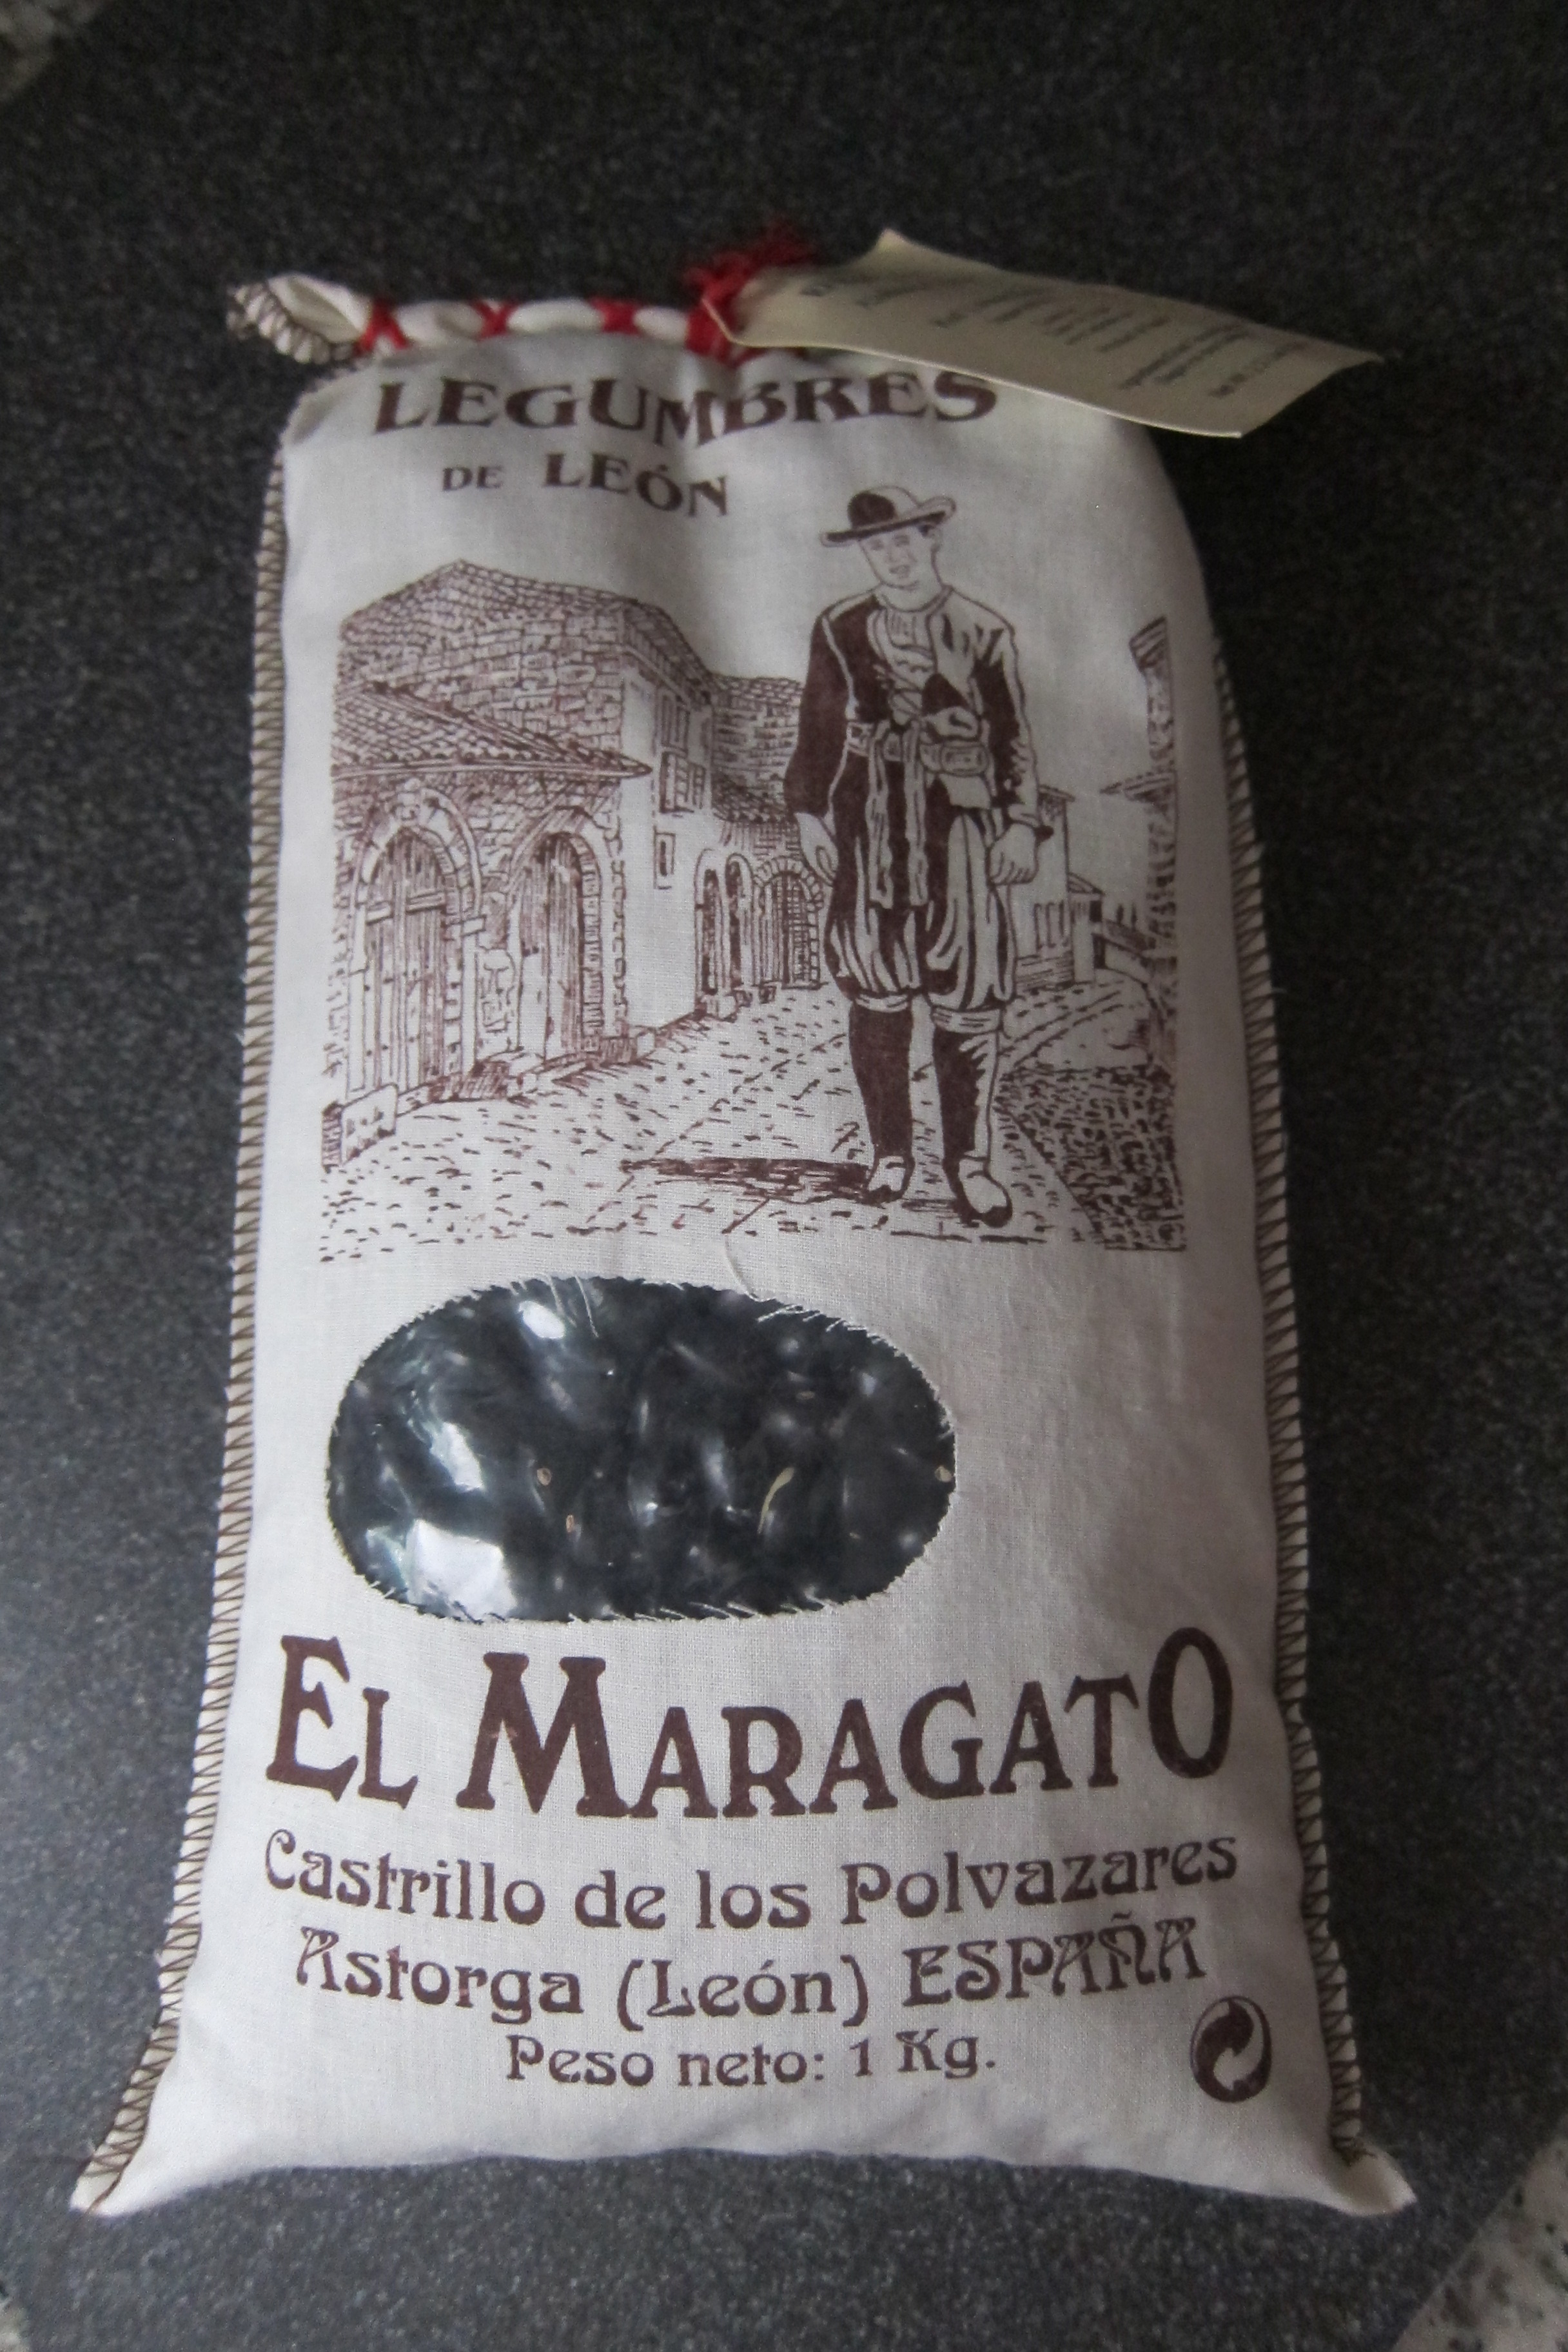 LEGUMBRES
DE LEÓN
EL MARAGATO
Castrillo de los Polvazares
Astorga (León) ESPAÑA
Peso neto: 1 Kg.